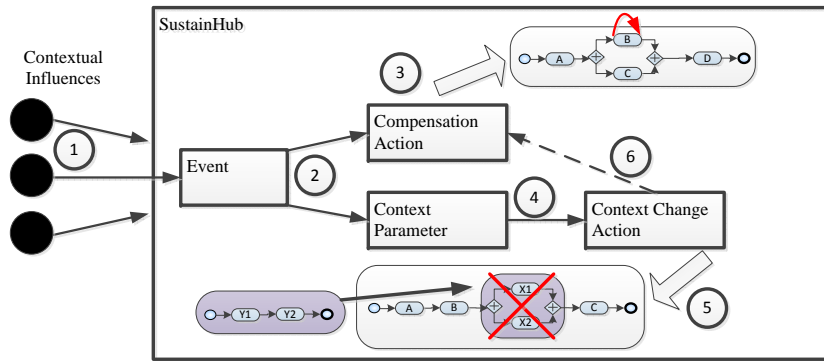 SustainHub
Contextual
Influences
1
Event
2
3
Compensation
Action
B
A
C
D
6
Context
Parameter
4
Context Change
Action
5
Y1
Y2
A
B
X1
X2
C